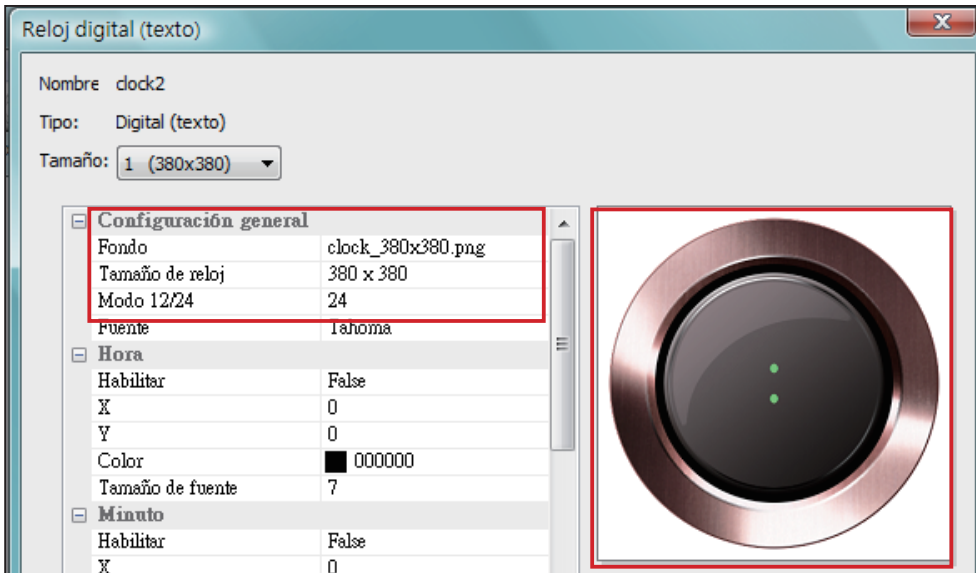 Reloj digital (texto)
Nombre clock2
Tipo: Digital (texto)
Tamaño: 1 (380x380)
Configuración general
Fondo clock_380x380.png
Tamaño de reloj 380 x 380
Modo 12/24 24
Fuente Tahoma
Hora
Habilitar False
X 0
Y 0
Color 000000
Tamaño de fuente 7
Minuto
Habilitar False
X 0